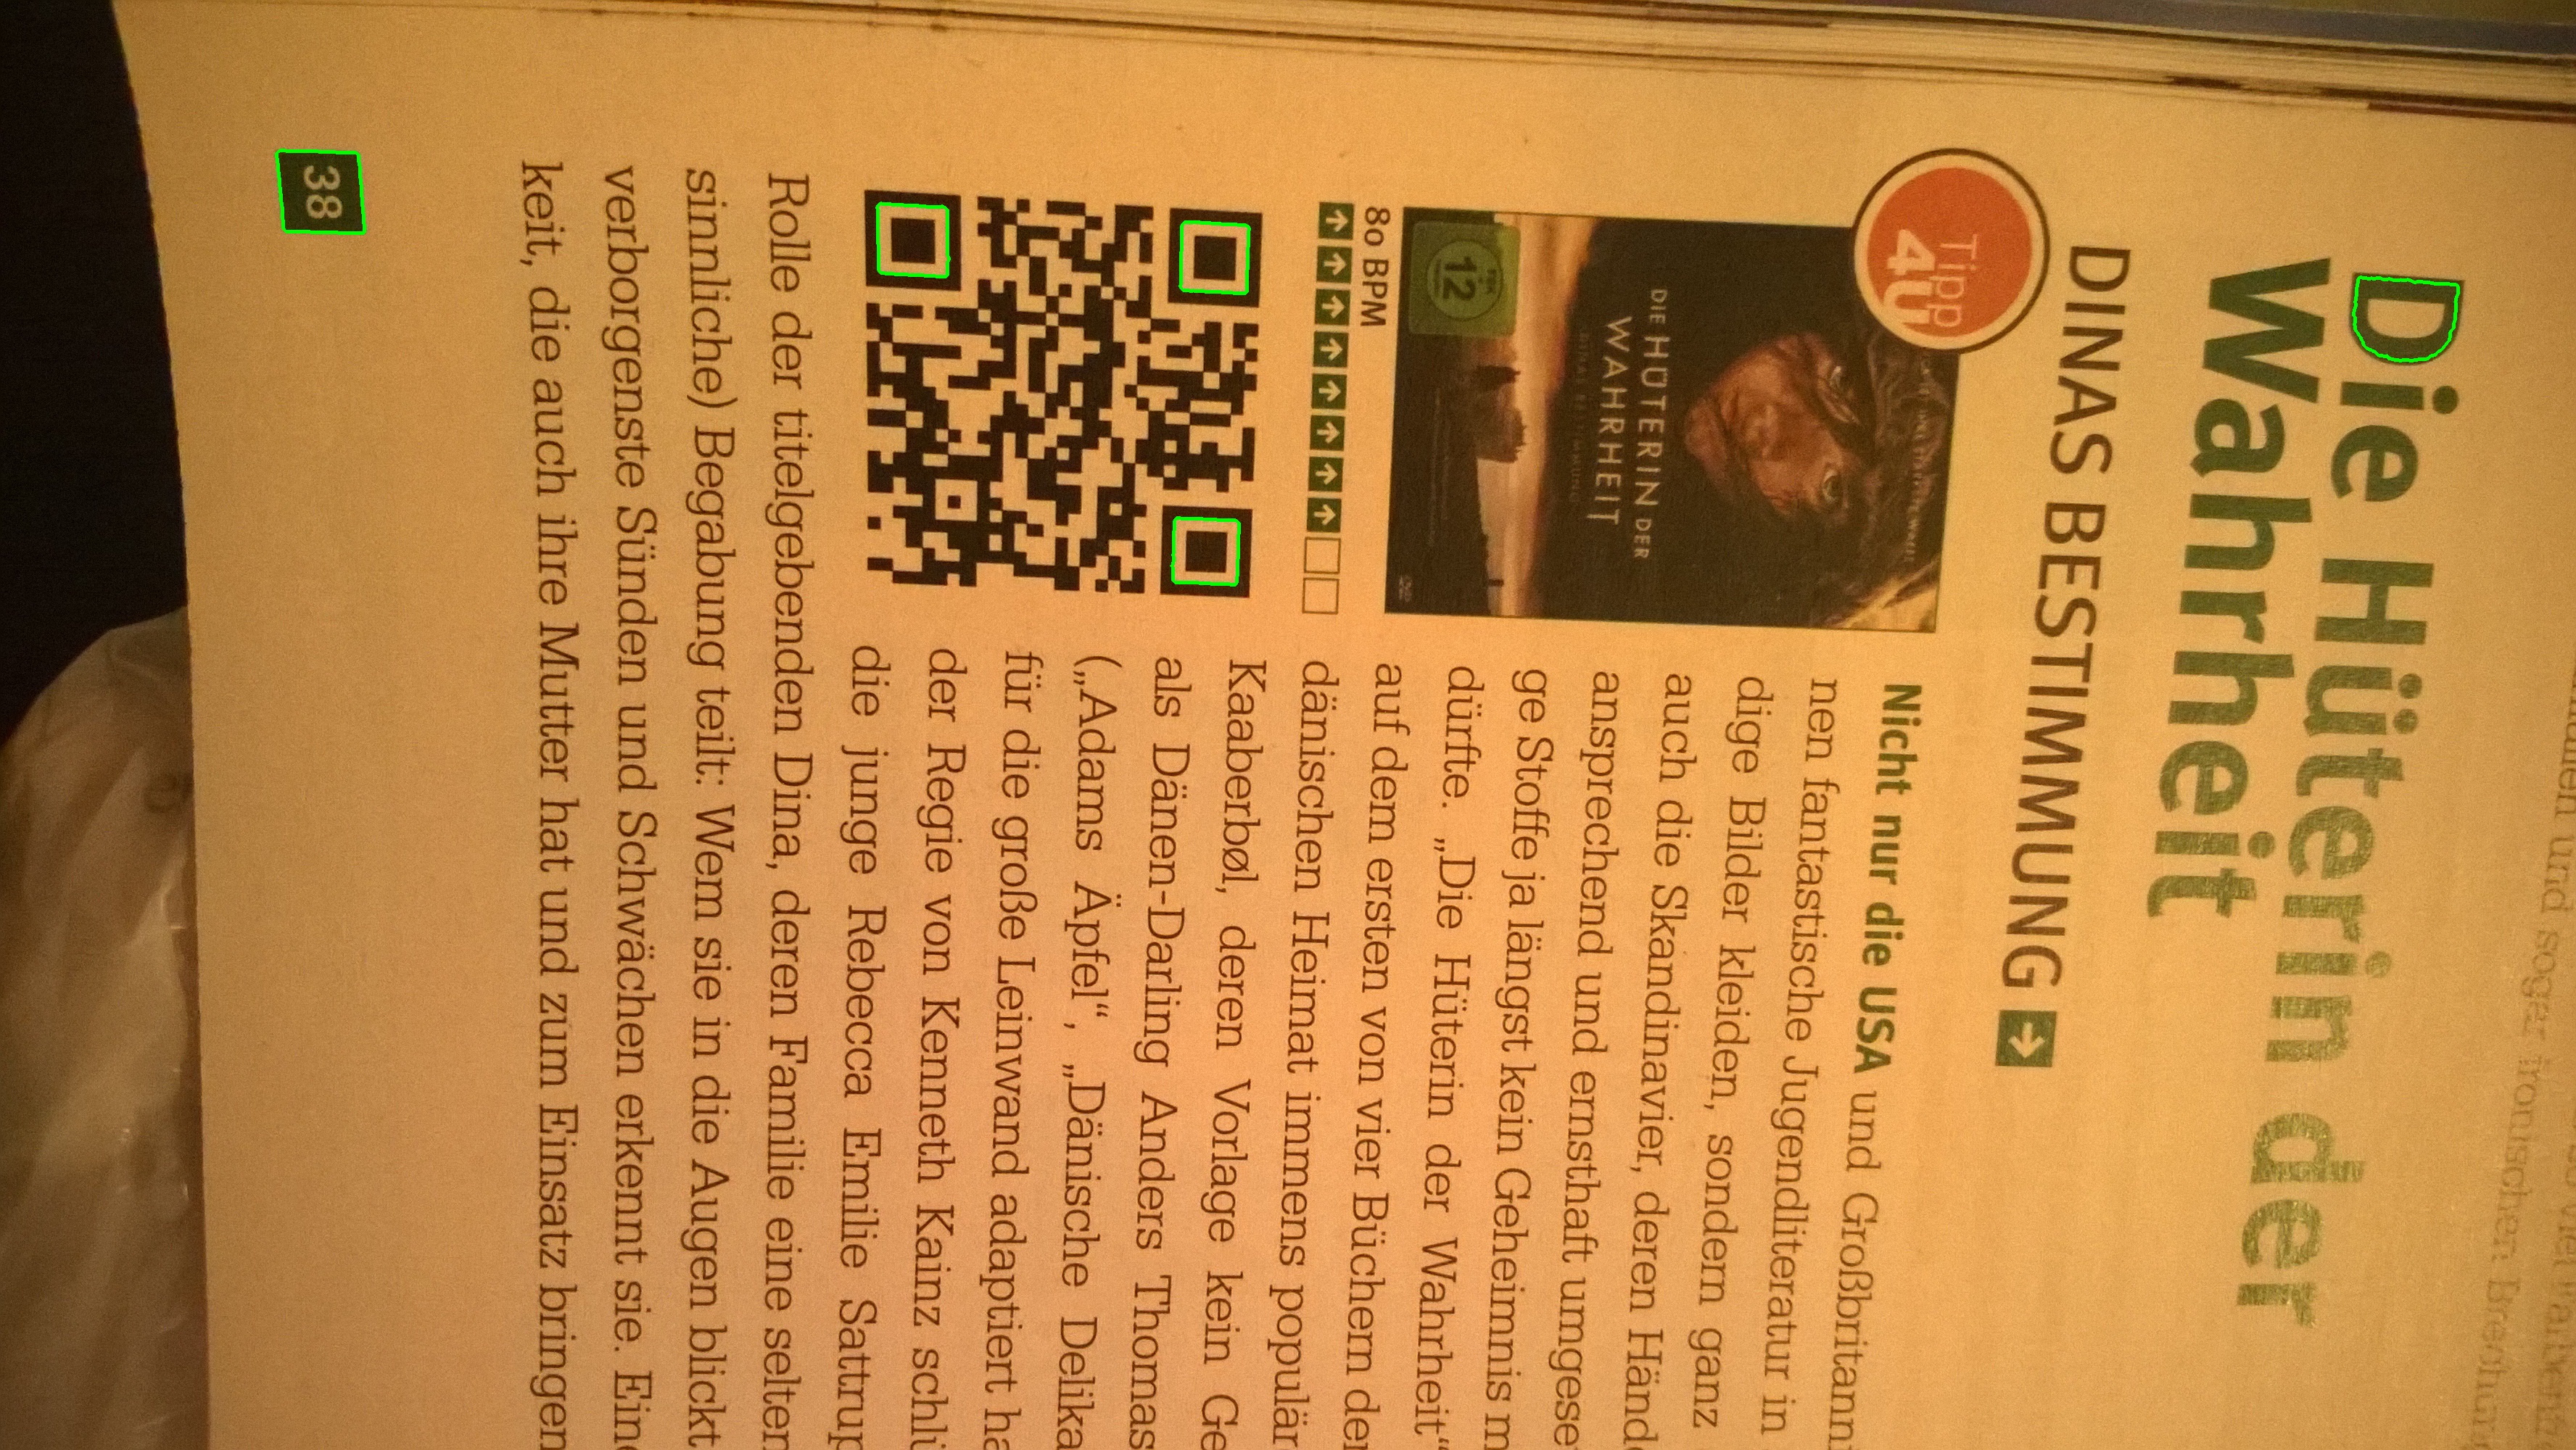 Die Hüterin der
Wahrheit
DINAS BESTIMMUNG
Tipp
4U
DIE HÜTERIN DER
WAHRHEIT
DINAS BESTIMMUNG
12
80 BPM
Nicht nur die USA und Großbritanni
nen fantastische Jugendliteratur in
dige Bilder kleiden, sondern ganz
auch die Skandinavier, deren Händ
ansprechend und ernsthaft umgese
ge Stoffe ja längst kein Geheimnis m
dürfte. „Die Hüterin der Wahrheit“
auf dem ersten von vier Büchern der
dänischen Heimat immens populär
Kaaberbøl, deren Vorlage kein Ge
als Dänen-Darling Anders Thomas
(„Adams Äpfel“, „Dänische Delika
für die große Leinwand adaptiert ha
der Regie von Kenneth Kainz schlü
die junge Rebecca Emilie Sattrup
Rolle der titelgebenden Dina, deren Familie eine selten
sinnliche) Begabung teilt: Wem sie in die Augen blickt
verborgenste Sünden und Schwächen erkennt sie. Eine
keit, die auch ihre Mutter hat und zum Einsatz bringen
38